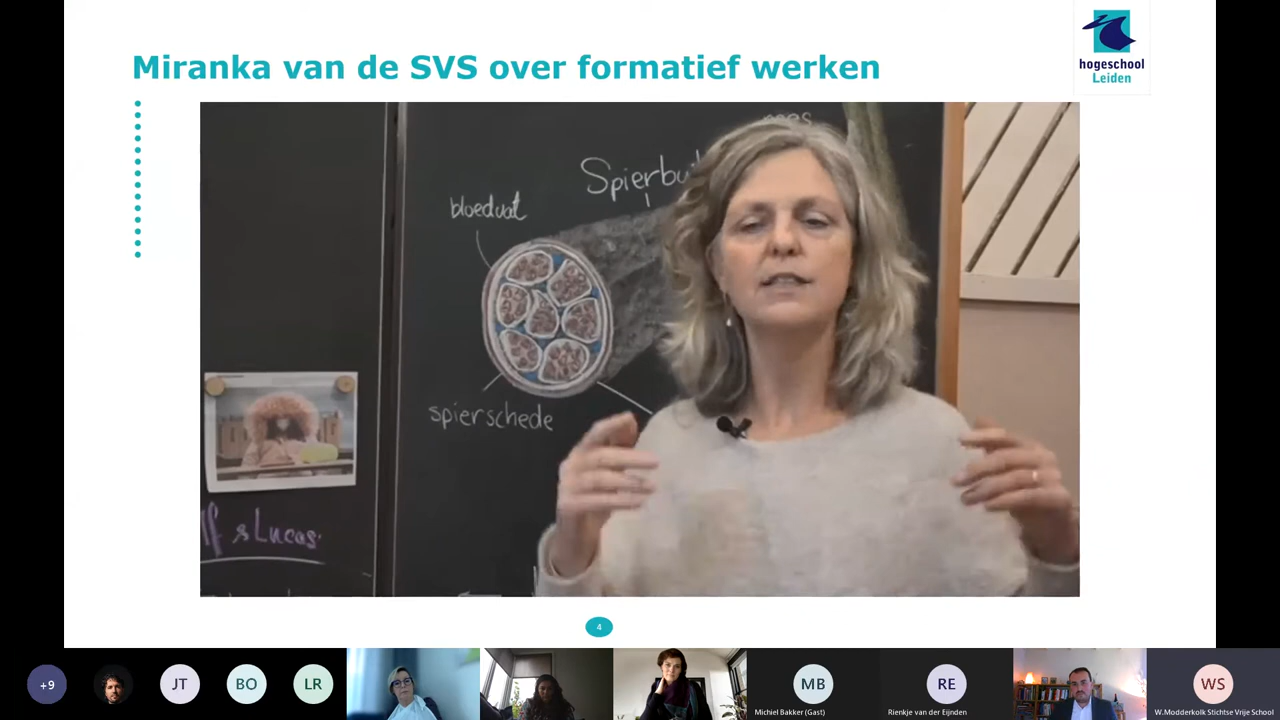 Miranka van de SVS over formatief werken
hogeschool
Leiden
bloedvat
spierschede
Lucas
4
+9
JT
BO
LR
MB
Michiel Bakker (Gast)
RE
Rienkje van der Eijnden
WS
W.Modderkolk Stichtse Vrije School